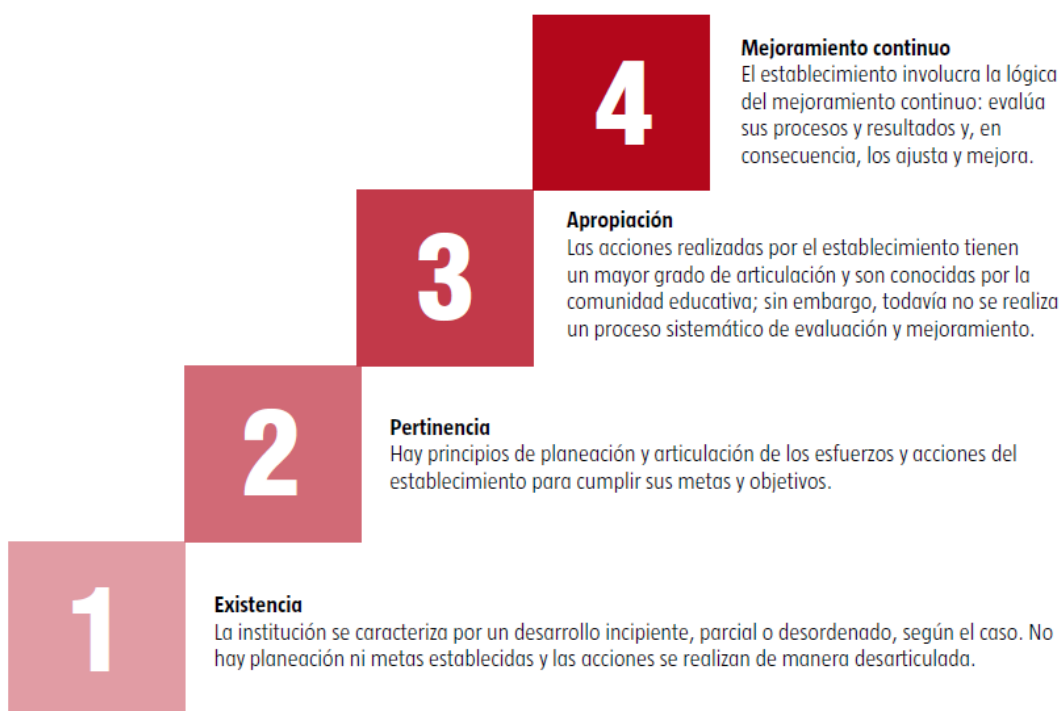 4
Mejoramiento continuo
El establecimiento involucra la lógica
del mejoramiento continuo: evalúa
sus procesos y resultados y, en
consecuencia, los ajusta y mejora.
3
Apropiación
Las acciones realizadas por el establecimiento tienen
un mayor grado de articulación y son conocidas por la
comunidad educativa; sin embargo, todavía no se realiza
un proceso sistemático de evaluación y mejoramiento.
2
Pertinencia
Hay principios de planeación y articulación de los esfuerzos y acciones del
establecimiento para cumplir sus metas y objetivos.
1
Existencia
La institución se caracteriza por un desarrollo incipiente, parcial o desordenado, según el caso. No
hay planeación ni metas establecidas y las acciones se realizan de manera desarticulada.